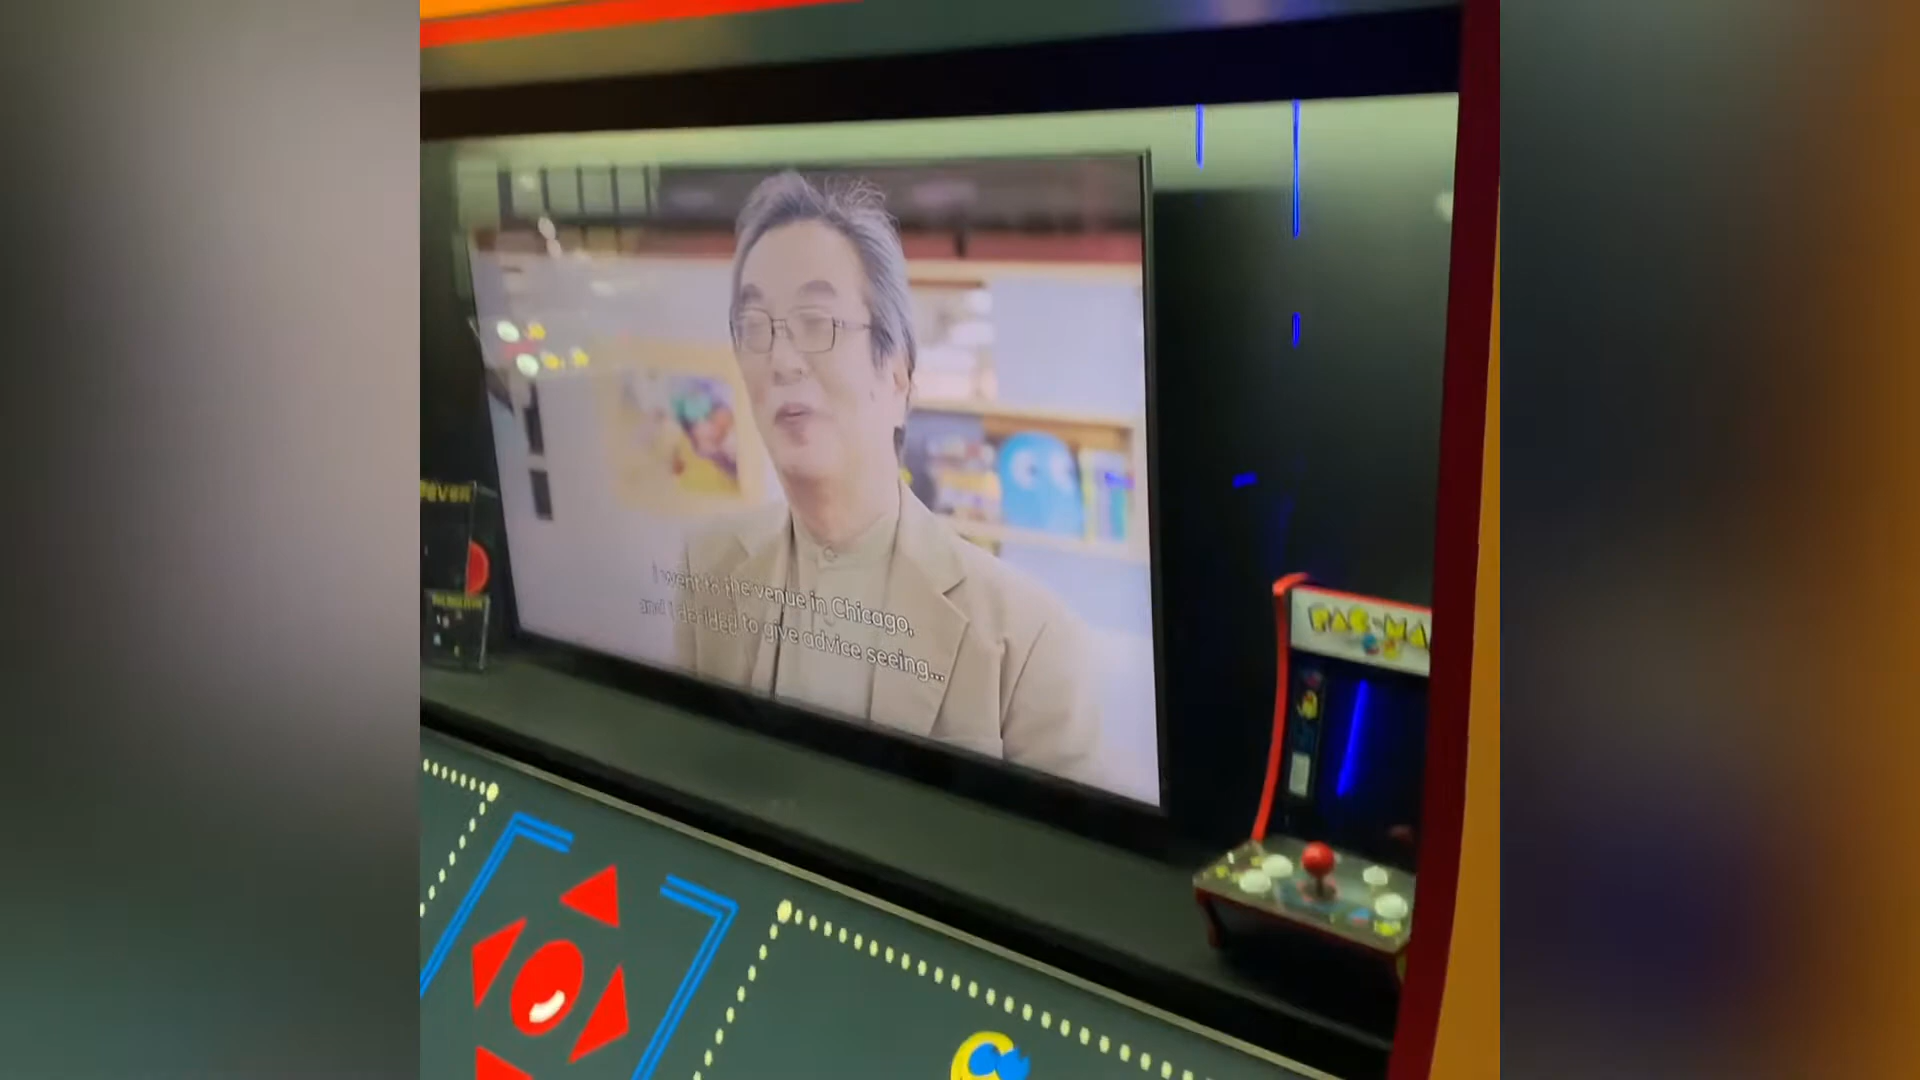 I went to the venue in Chicago,
and I decided to give advice seeing...
PAC-MA